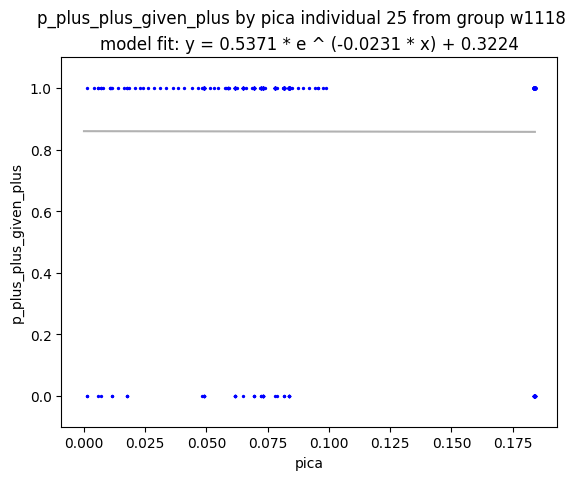 p_plus_plus_given_plus by pica individual 25 from group w1118
model fit: y = 0.5371 * e ^ (-0.0231 * x) + 0.3224
1.0
0.8
0.6
0.4
0.2
0.0
p_plus_plus_given_plus
0.000 0.025 0.050 0.075 0.100 0.125 0.150 0.175
pica